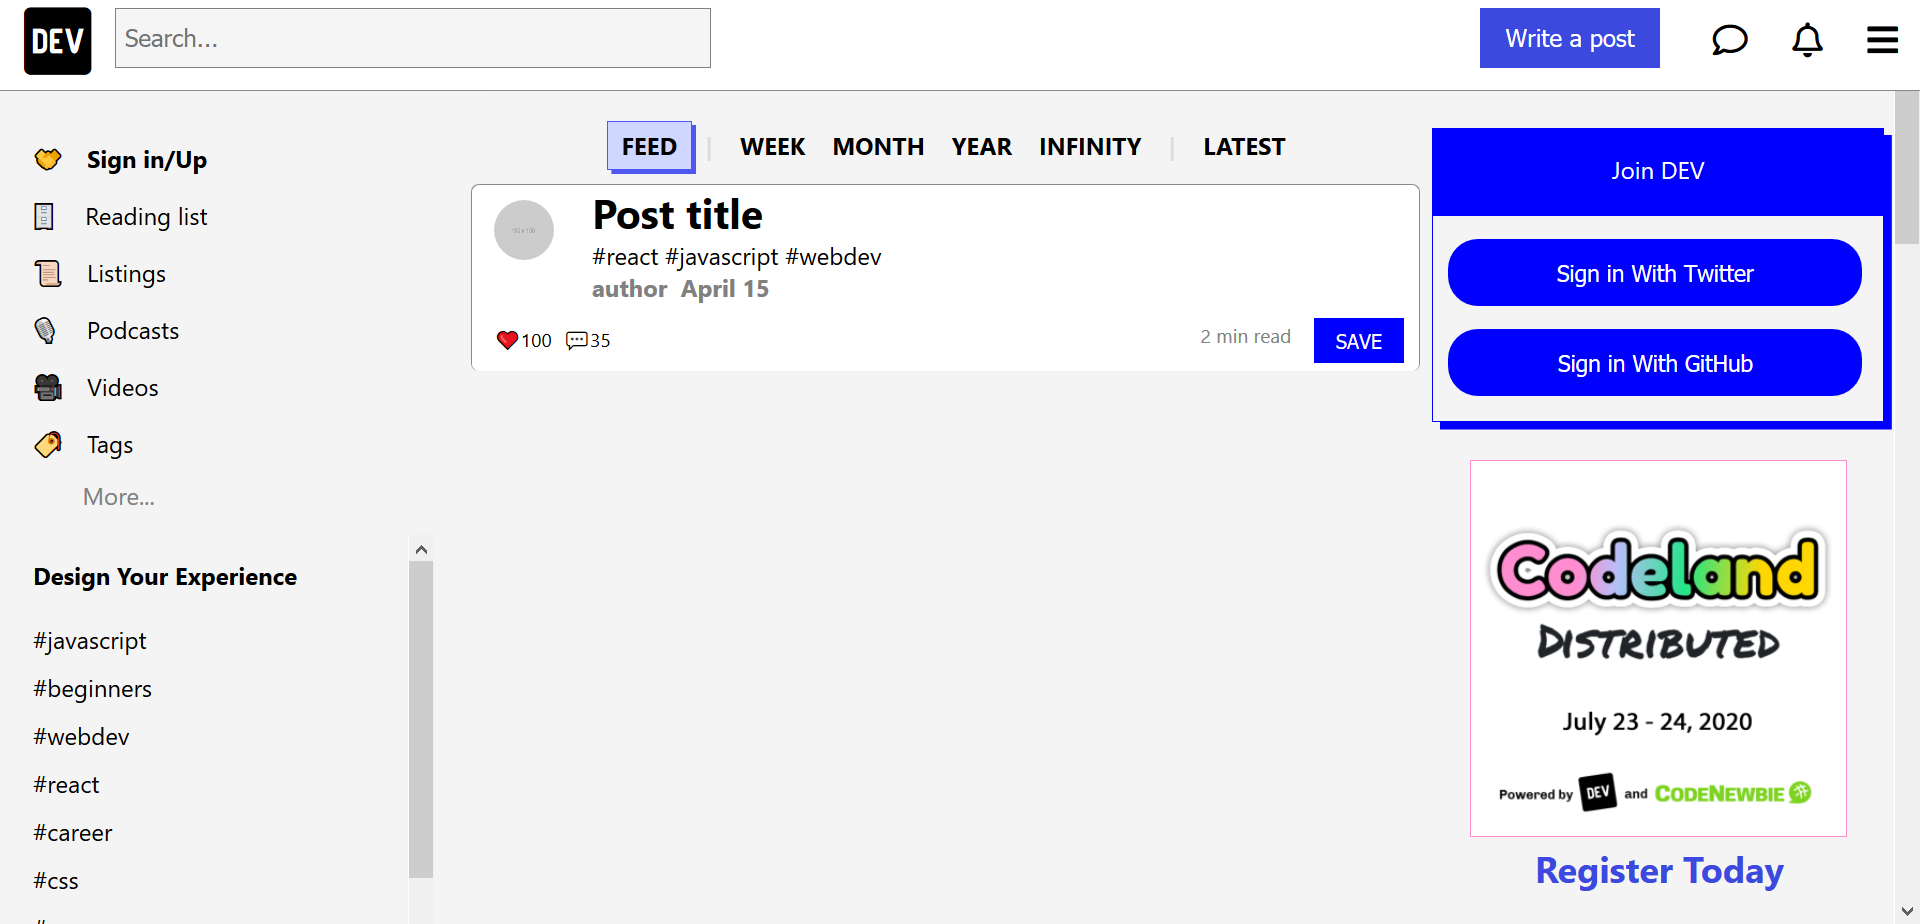 DEV
Search...
Write a post
Sign in/Up
Reading list
Listings
Podcasts
Videos
Tags
More...
Design Your Experience
#javascript
#beginners
#webdev
#react
#career
#css
FEED | WEEK MONTH YEAR INFINITY | LATEST
Post title
#react #javascript #webdev
author April 15
100 35
2 min read
SAVE
Join DEV
Sign in With Twitter
Sign in With GitHub
Codeland
DISTRIBUTED
July 23 - 24, 2020
Powered by DEV and CODENEWBIE
Register Today